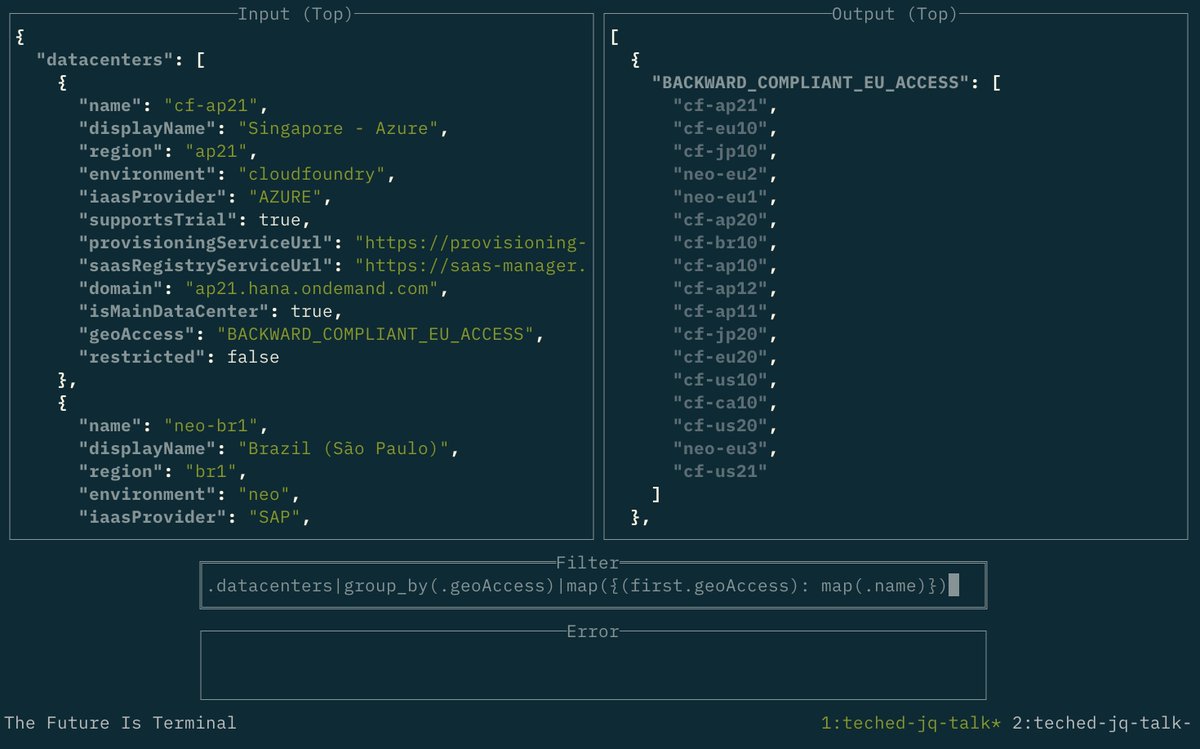 Input (Top)
{
  "datacenters": [
    {
      "name": "cf-ap21",
      "displayName": "Singapore - Azure",
      "region": "ap21",
      "environment": "cloudfoundry",
      "iaasProvider": "AZURE",
      "supportsTrial": true,
      "provisioningServiceUrl": "https://provisioning-
      "saasRegistryServiceUrl": "https://saas-manager.
      "domain": "ap21.hana.ondemand.com",
      "isMainDataCenter": true,
      "geoAccess": "BACKWARD_COMPLIANT_EU_ACCESS",
      "restricted": false
    },
    {
      "name": "neo-br1",
      "displayName": "Brazil (São Paulo)",
      "region": "br1",
      "environment": "neo",
      "iaasProvider": "SAP",
Output (Top)
[
  {
    "BACKWARD_COMPLIANT_EU_ACCESS": [
      "cf-ap21",
      "cf-eu10",
      "cf-jp10",
      "neo-eu2",
      "neo-eu1",
      "cf-ap20",
      "cf-br10",
      "cf-ap10",
      "cf-ap12",
      "cf-ap11",
      "cf-jp20",
      "cf-eu20",
      "cf-us10",
      "cf-ca10",
      "cf-us20",
      "neo-eu3",
      "cf-us21"
    ]
  },
Filter
.datacenters|group_by(.geoAccess)|map({(first.geoAccess): map(.name)})
Error
The Future Is Terminal
1:teched-jq-talk* 2:teched-jq-talk-